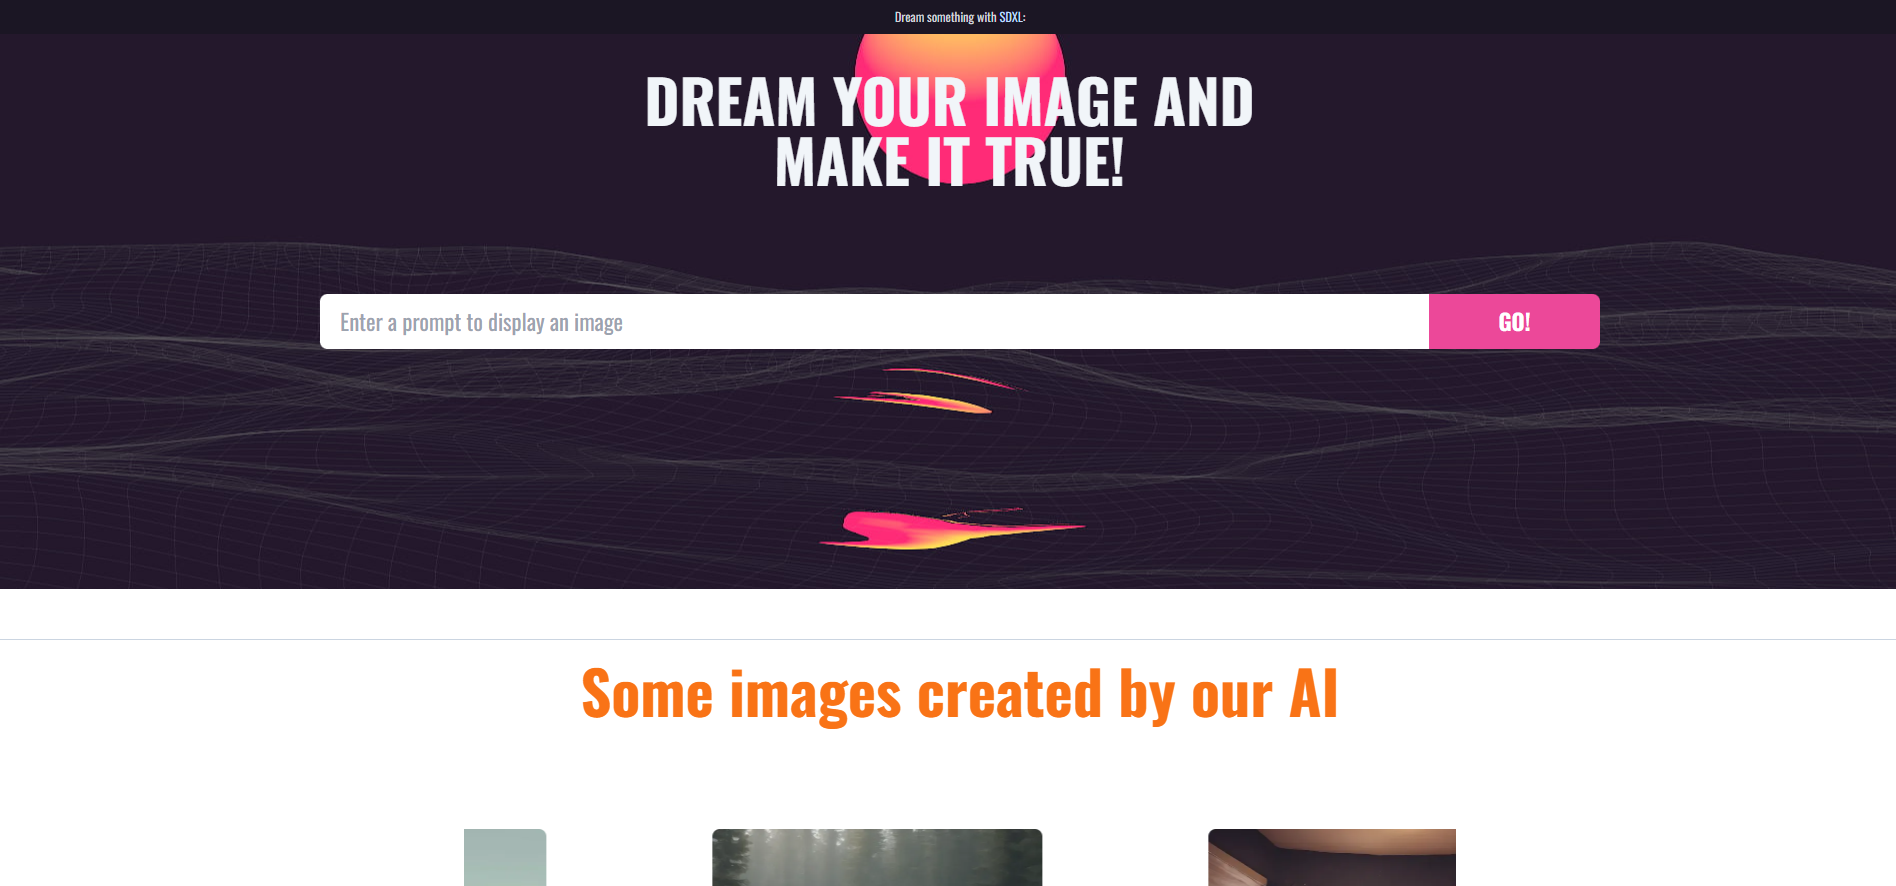 Dream something with SDXL:
DREAM YOUR IMAGE AND
MAKE IT TRUE!
Enter a prompt to display an image
GO!
Some images created by our AI